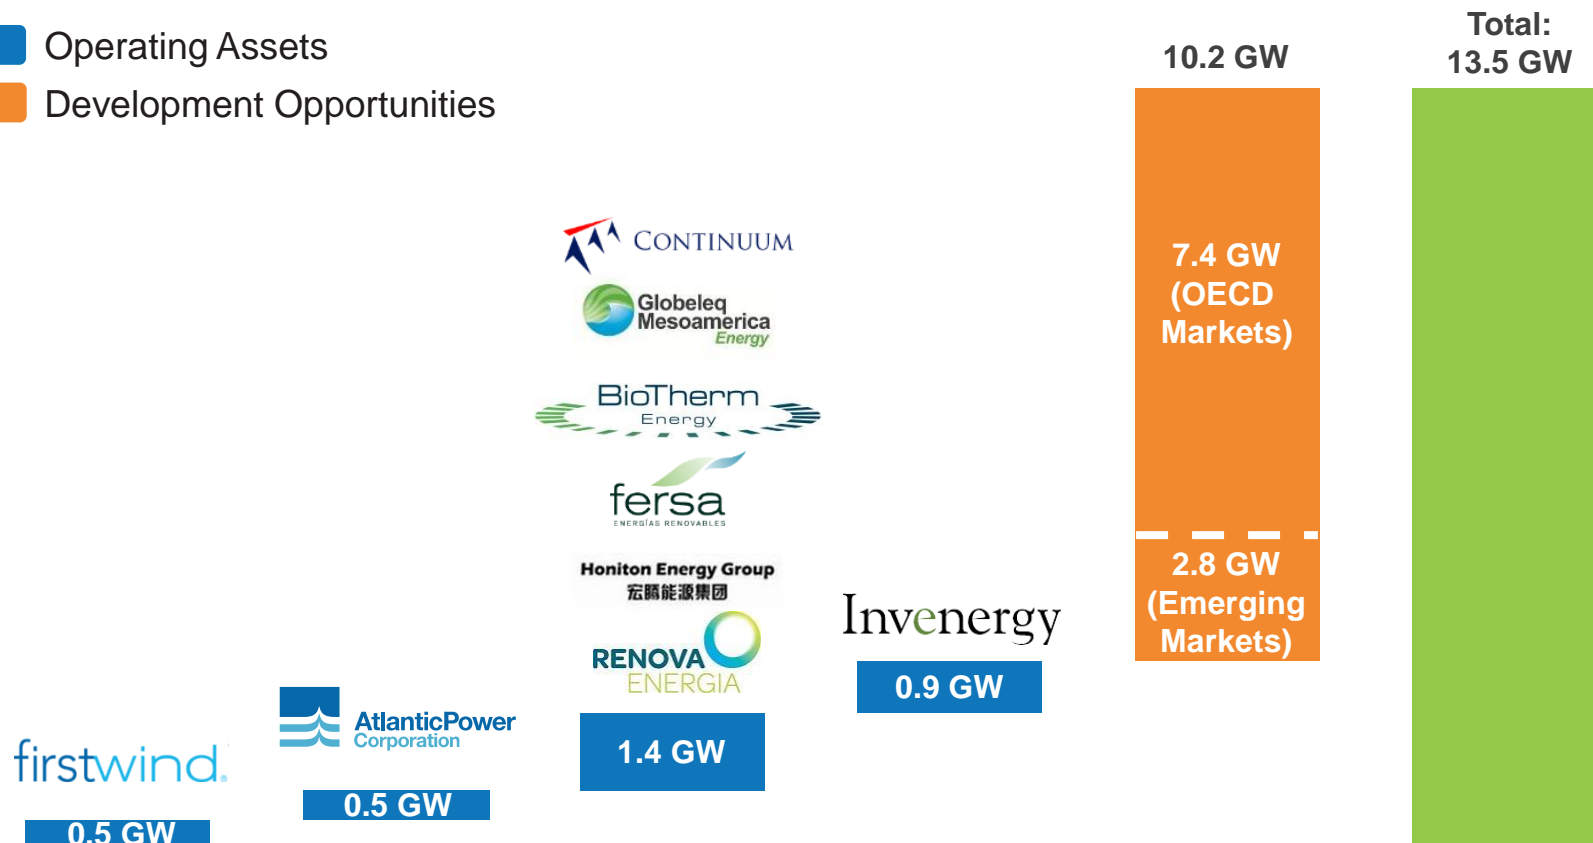 Operating Assets
Development Opportunities
10.2 GW
Total:
13.5 GW
CONTINUUM
Globeleq
Mesoamerica
Energy
BioTherm
Energy
fersa
ENERGÍAS RENOVABLES
Honiton Energy Group
宏腾能源集团
RENOVA
ENERGIA
1.4 GW
Invenergy
0.9 GW
7.4 GW
(OECD
Markets)
2.8 GW
(Emerging
Markets)
AtlanticPower
Corporation
0.5 GW
firstwind.
0.5 GW